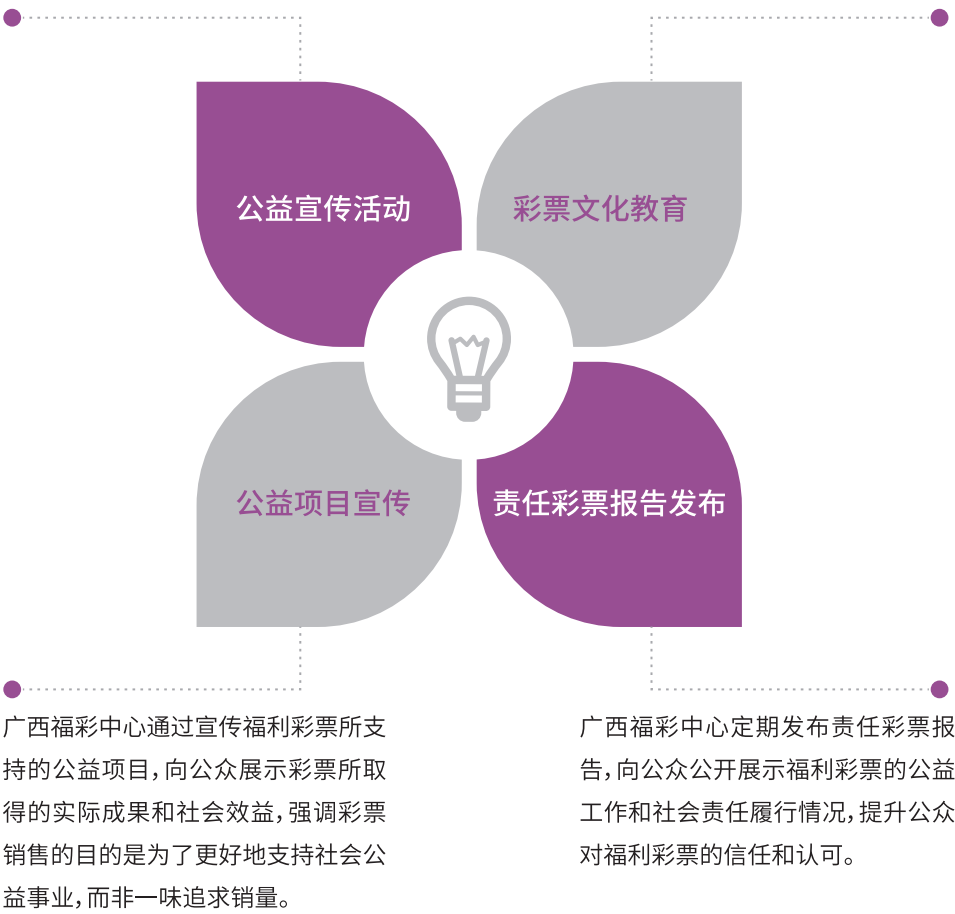 公益宣传活动
彩票文化教育
公益项目宣传
责任彩票报告发布
广西福彩中心通过宣传福利彩票所支
持的公益项目，向公众展示彩票所取
得的实际成果和社会效益，强调彩票
销售的目的是为了更好地支持社会公
益事业，而非一味追求销量。
广西福彩中心定期发布责任彩票报
告，向公众公开展示福利彩票的公益
工作和社会责任履行情况，提升公众
对福利彩票的信任和认可。